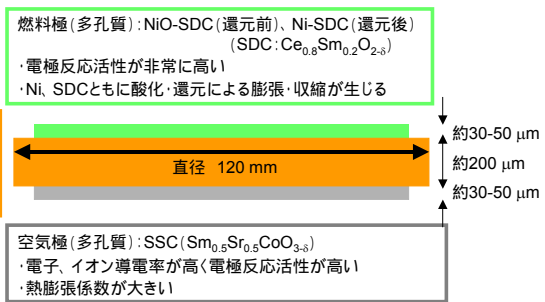 燃料極(多孔質):NiO-SDC(還元前)、Ni-SDC(還元後)
(SDC:Ce0.8Sm0.2O2-δ)
・電極反応活性が非常に高い
・Ni、SDCともに酸化・還元による膨張・収縮が生じる
約30-50 μm
直径 120 mm
約200 μm
約30-50 μm
空気極(多孔質):SSC(Sm0.5Sr0.5CoO3-δ)
・電子、イオン導電率が高く電極反応活性が高い
・熱膨張係数が大きい